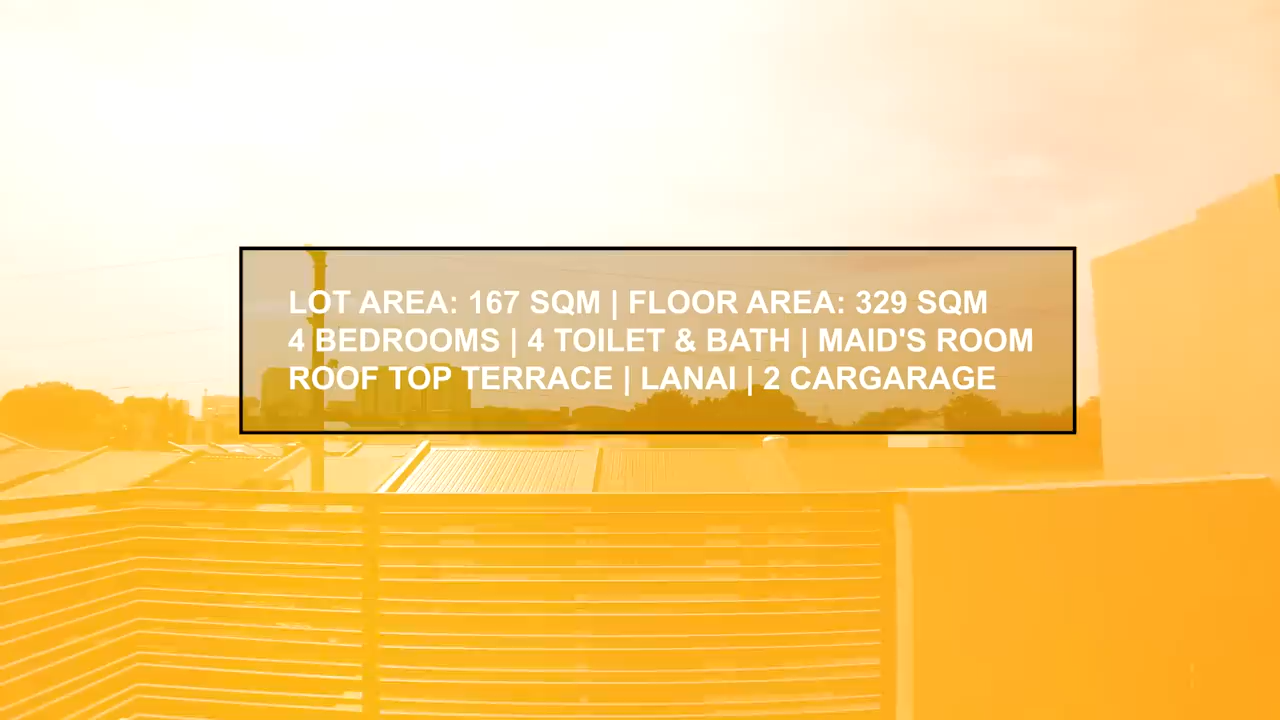 LOT AREA: 167 SQM | FLOOR AREA: 329 SQM
4 BEDROOMS | 4 TOILET & BATH | MAID'S ROOM
ROOF TOP TERRACE | LANAI | 2 CARGARAGE